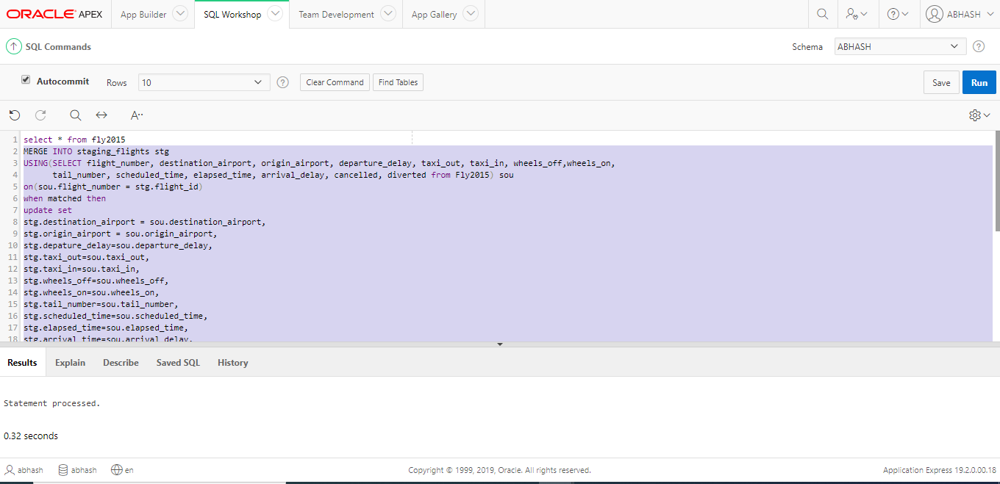 ORACLE APEX App Builder SQL Workshop Team Development App Gallery ABHASH
SQL Commands Schema ABHASH
Autocommit Rows 10 Clear Command Find Tables Save Run
A
1 select * from fly2015
2 MERGE INTO staging_flights stg
3 USING(SELECT flight_number, destination_airport, origin_airport, departure_delay, taxi_out, taxi_in, wheels_off,wheels_on,
4 tail_number, scheduled_time, elapsed_time, arrival_delay, cancelled, diverted from Fly2015) sou
5 on(sou.flight_number = stg.flight_id)
6 when matched then
7 update set
8 stg.destination_airport = sou.destination_airport,
9 stg.origin_airport = sou.origin_airport,
10 stg.depature_delay=sou.departure_delay,
11 stg.taxi_out=sou.taxi_out,
12 stg.taxi_in=sou.taxi_in,
13 stg.wheels_off=sou.wheels_off,
14 stg.wheels_on=sou.wheels_on,
15 stg.tail_number=sou.tail_number,
16 stg.scheduled_time=sou.scheduled_time,
17 stg.elapsed_time=sou.elapsed_time,
18 stg.arrival_time=sou.arrival_delay,
Results Explain Describe Saved SQL History
Statement processed.
0.32 seconds
abhash abhash en Copyright © 1999, 2019, Oracle. All rights reserved. Application Express 19.2.0.00.18